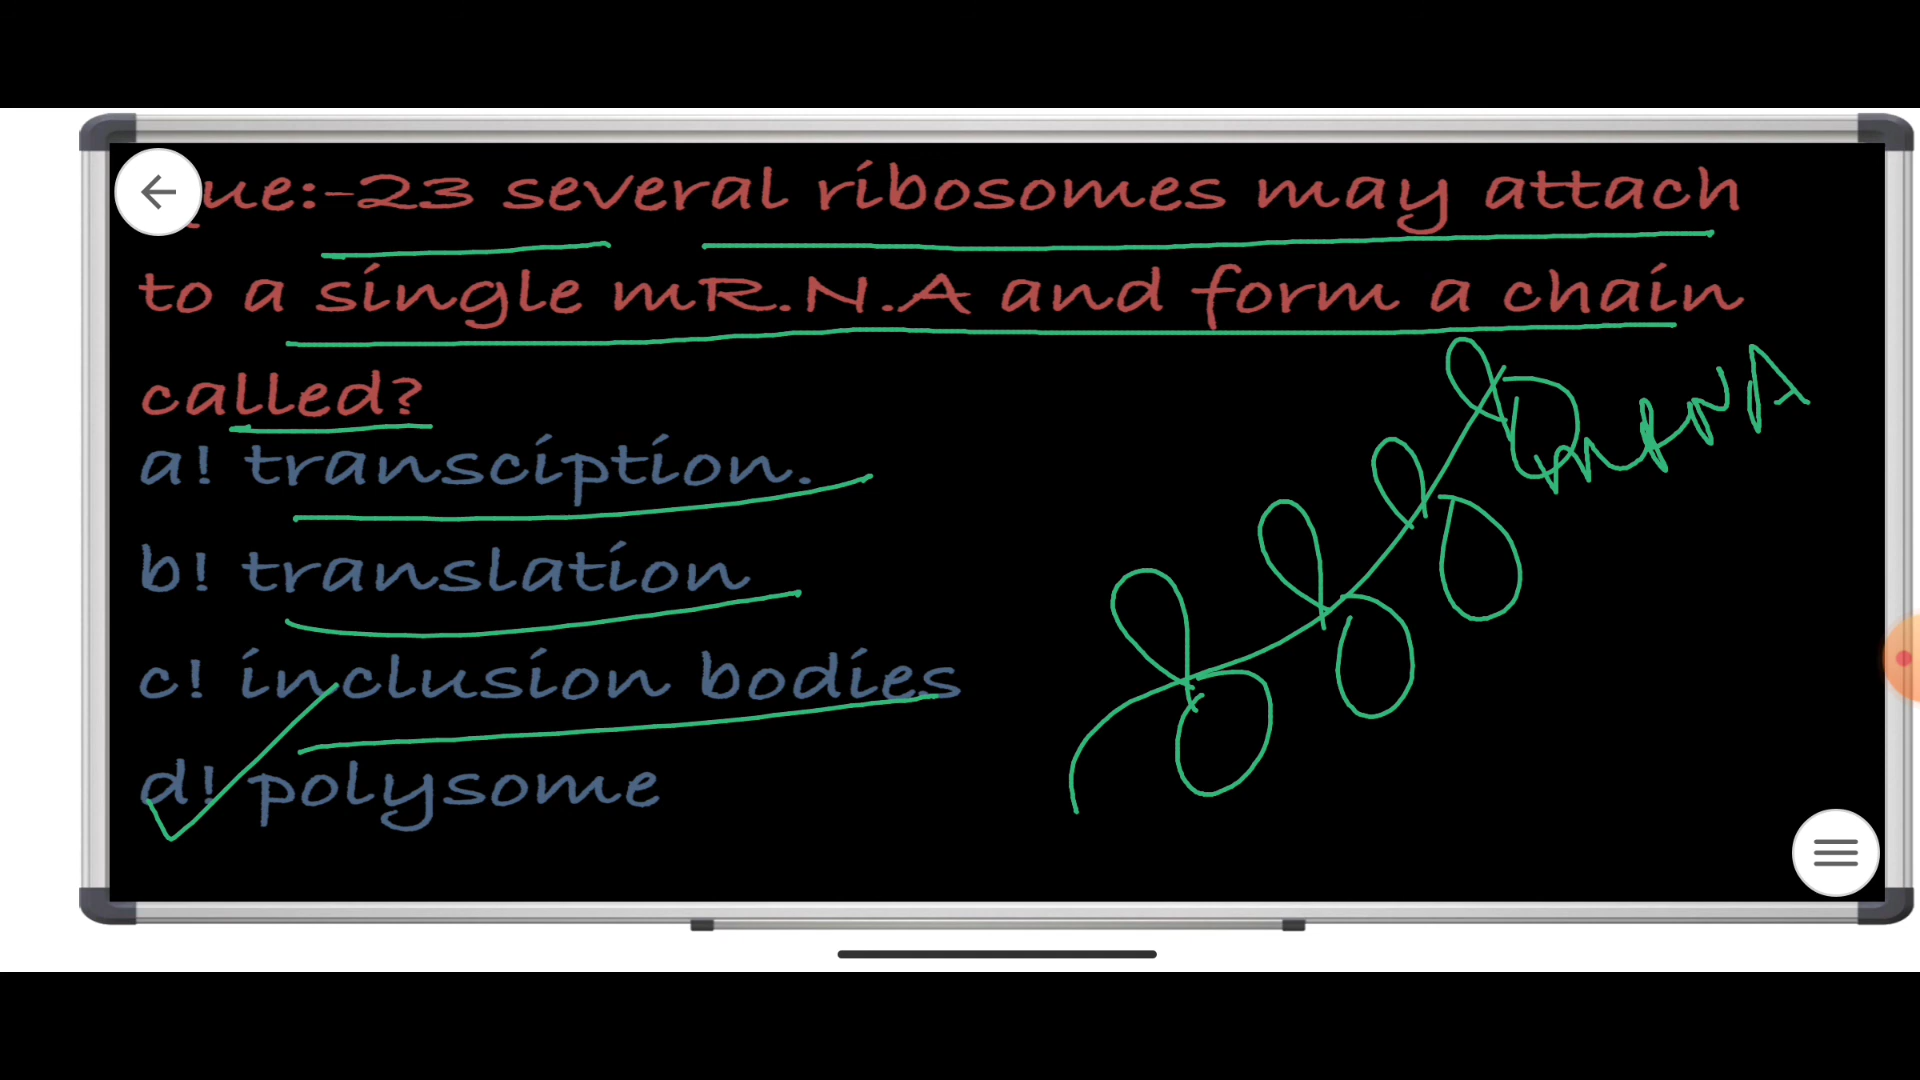 ue:-23 several ribosomes may attach
to a single mR.N.A and form a chain
called?
mRNA
a! transciption.
b! translation
c! inclusion bodies
d! polysome